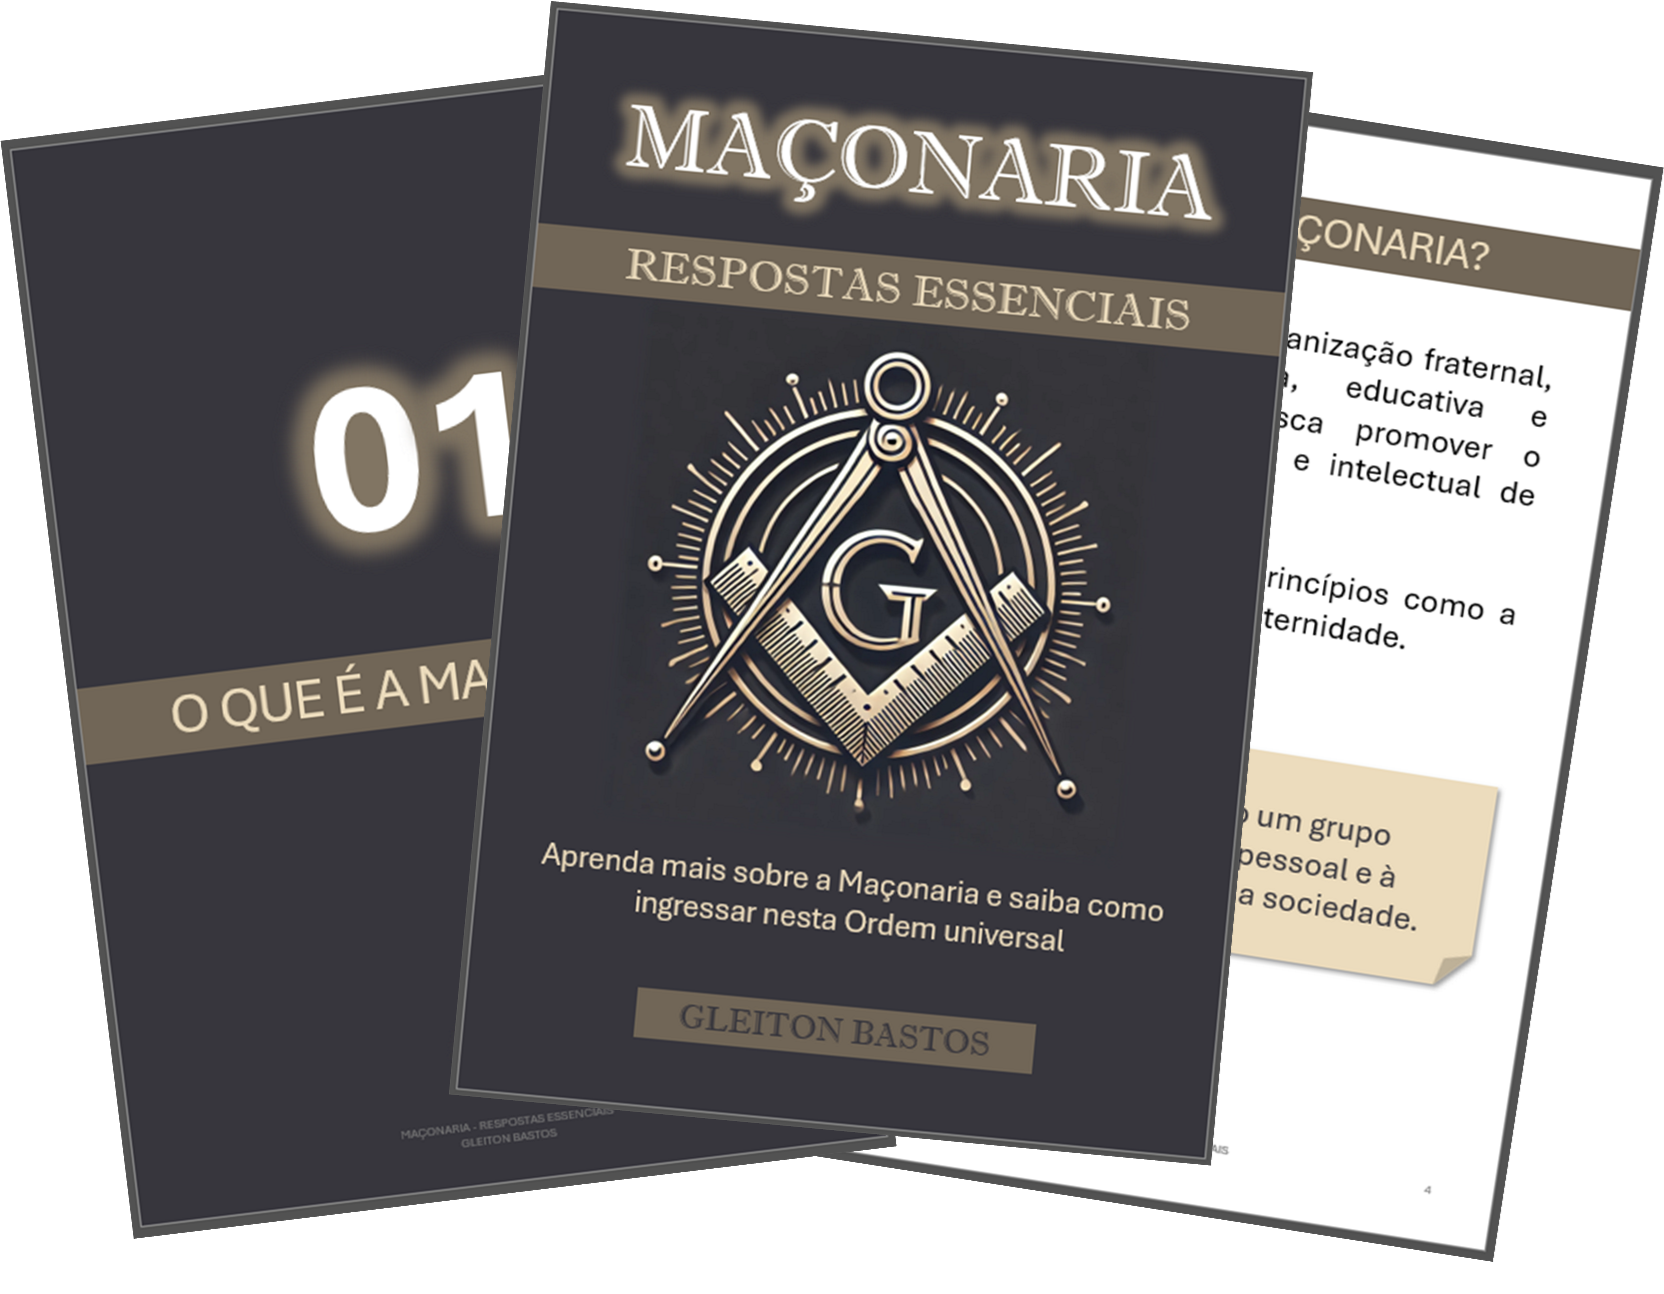 MAÇONARIA
RESPOSTAS ESSENCIAIS
G
Aprenda mais sobre a Maçonaria e saiba como
ingressar nesta Ordem universal
GLEITON BASTOS
01
O QUE É A MA
MAÇONARIA - RESPOSTAS ESSENCIAIS
GLEITON BASTOS
ÇONARIA?
anização fraternal,
a, educativa e
sca promover o
e intelectual de
rincípios como a
ternidade.
o um grupo
pessoal e à
a sociedade.
AIS
4